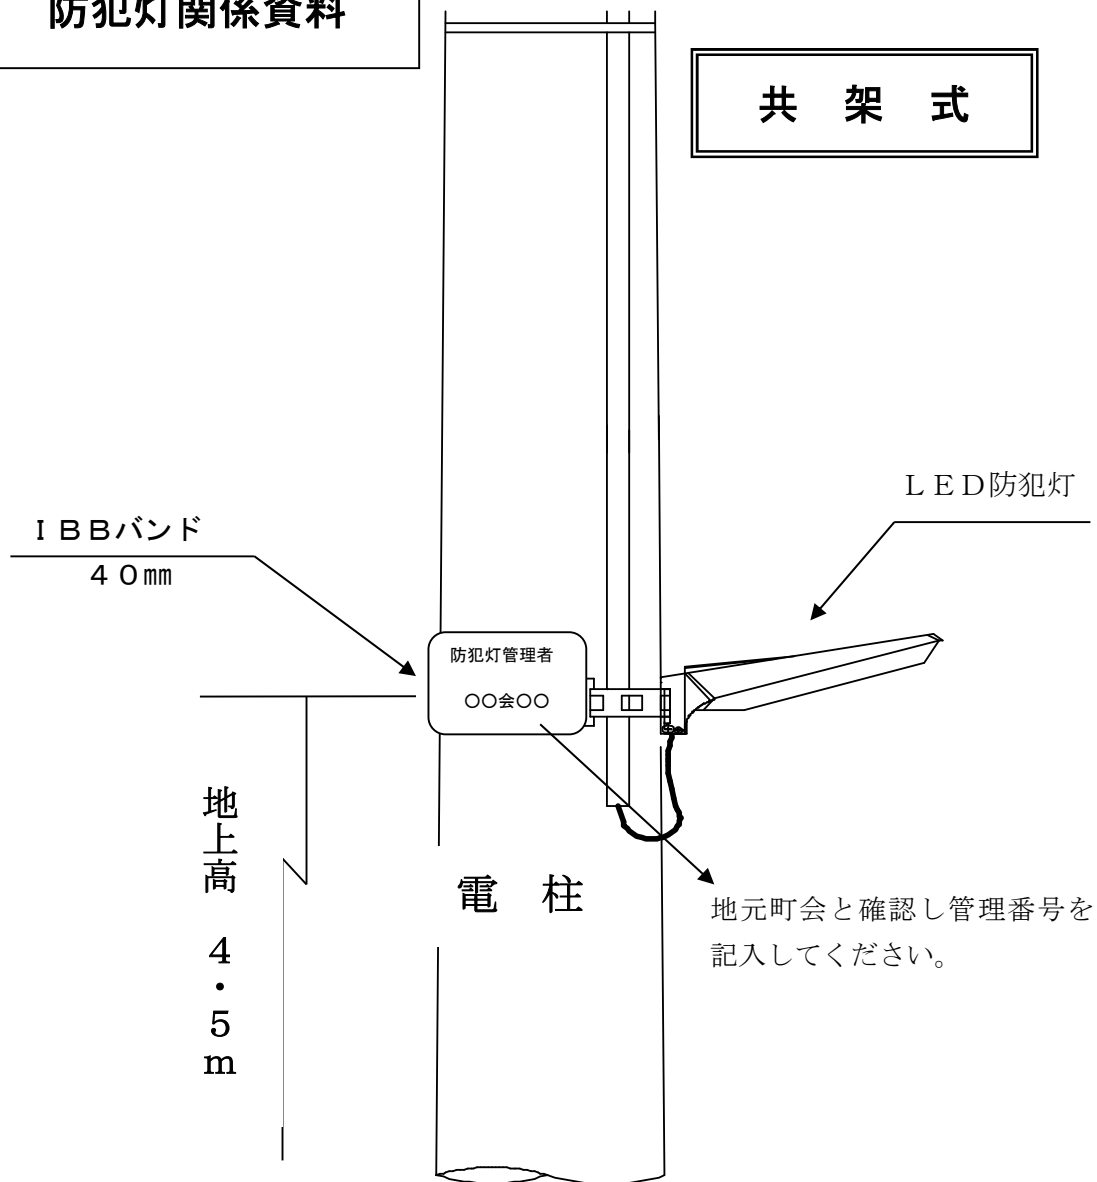 防犯灯関係資料
共 架 式
LED防犯灯
IBBバンド
40㎜
防犯灯管理者
○○会○○
地上高 4・5m
電 柱
地元町会と確認し管理番号を
記入してください。